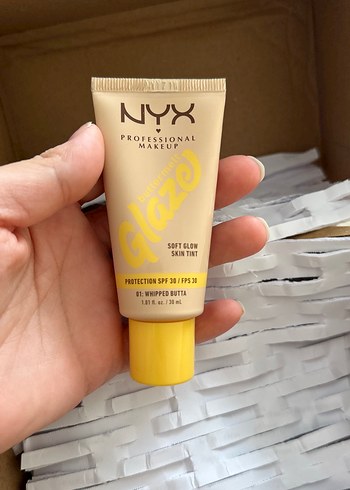 NYX
PROFESSIONAL
MAKEUP
Buttermelt
Glaze
SOFT GLOW
SKIN TINT
PROTECTION SPF 30 / FPS 30
01: WHIPPED BUTTA
1.01 fl. oz. / 30 mL